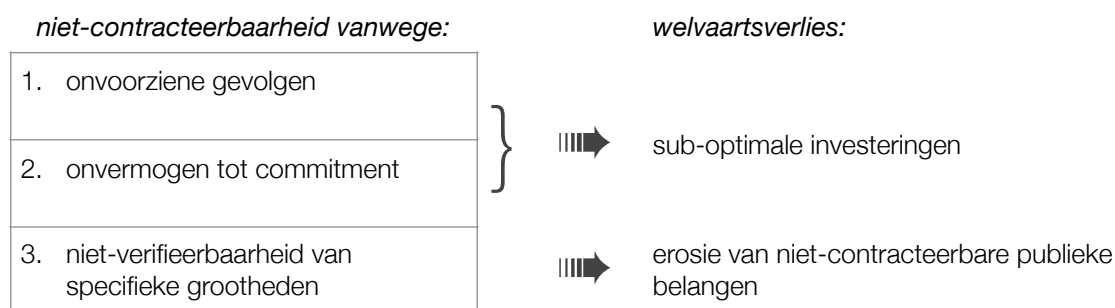 niet-contracteerbaarheid vanwege: welvaartsverlies:
1. onvoorziene gevolgen
2. onvermogen tot commitment
sub-optimale investeringen
3. niet-verifieerbaarheid van
specifieke grootheden
erosie van niet-contracteerbare publieke
belangen